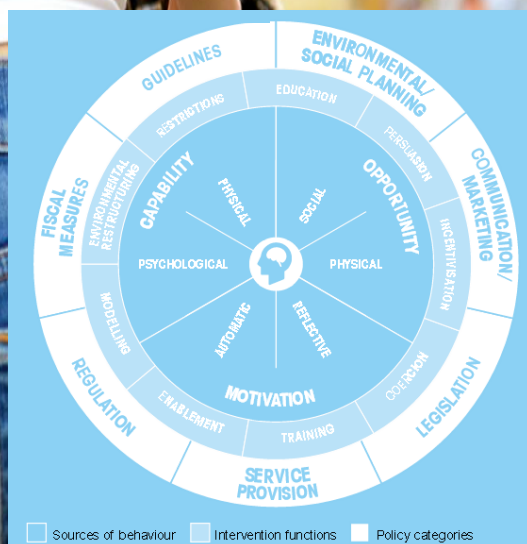 GUIDELINES
ENVIRONMENTAL/
SOCIAL PLANNING
COMMUNICATION/
MARKETING
LEGISLATION
SERVICE
PROVISION
REGULATION
FISCAL
MEASURES
RESTRICTIONS
EDUCATION
PERSUASION
INCENTIVISATION
COERCION
TRAINING
ENABLEMENT
MODELLING
ENVIRONMENTAL
RESTRUCTURING
CAPABILITY
OPPORTUNITY
MOTIVATION
PHYSICAL
SOCIAL
PSYCHOLOGICAL
PHYSICAL
AUTOMATIC
REFLECTIVE
Sources of behaviour
Intervention functions
Policy categories